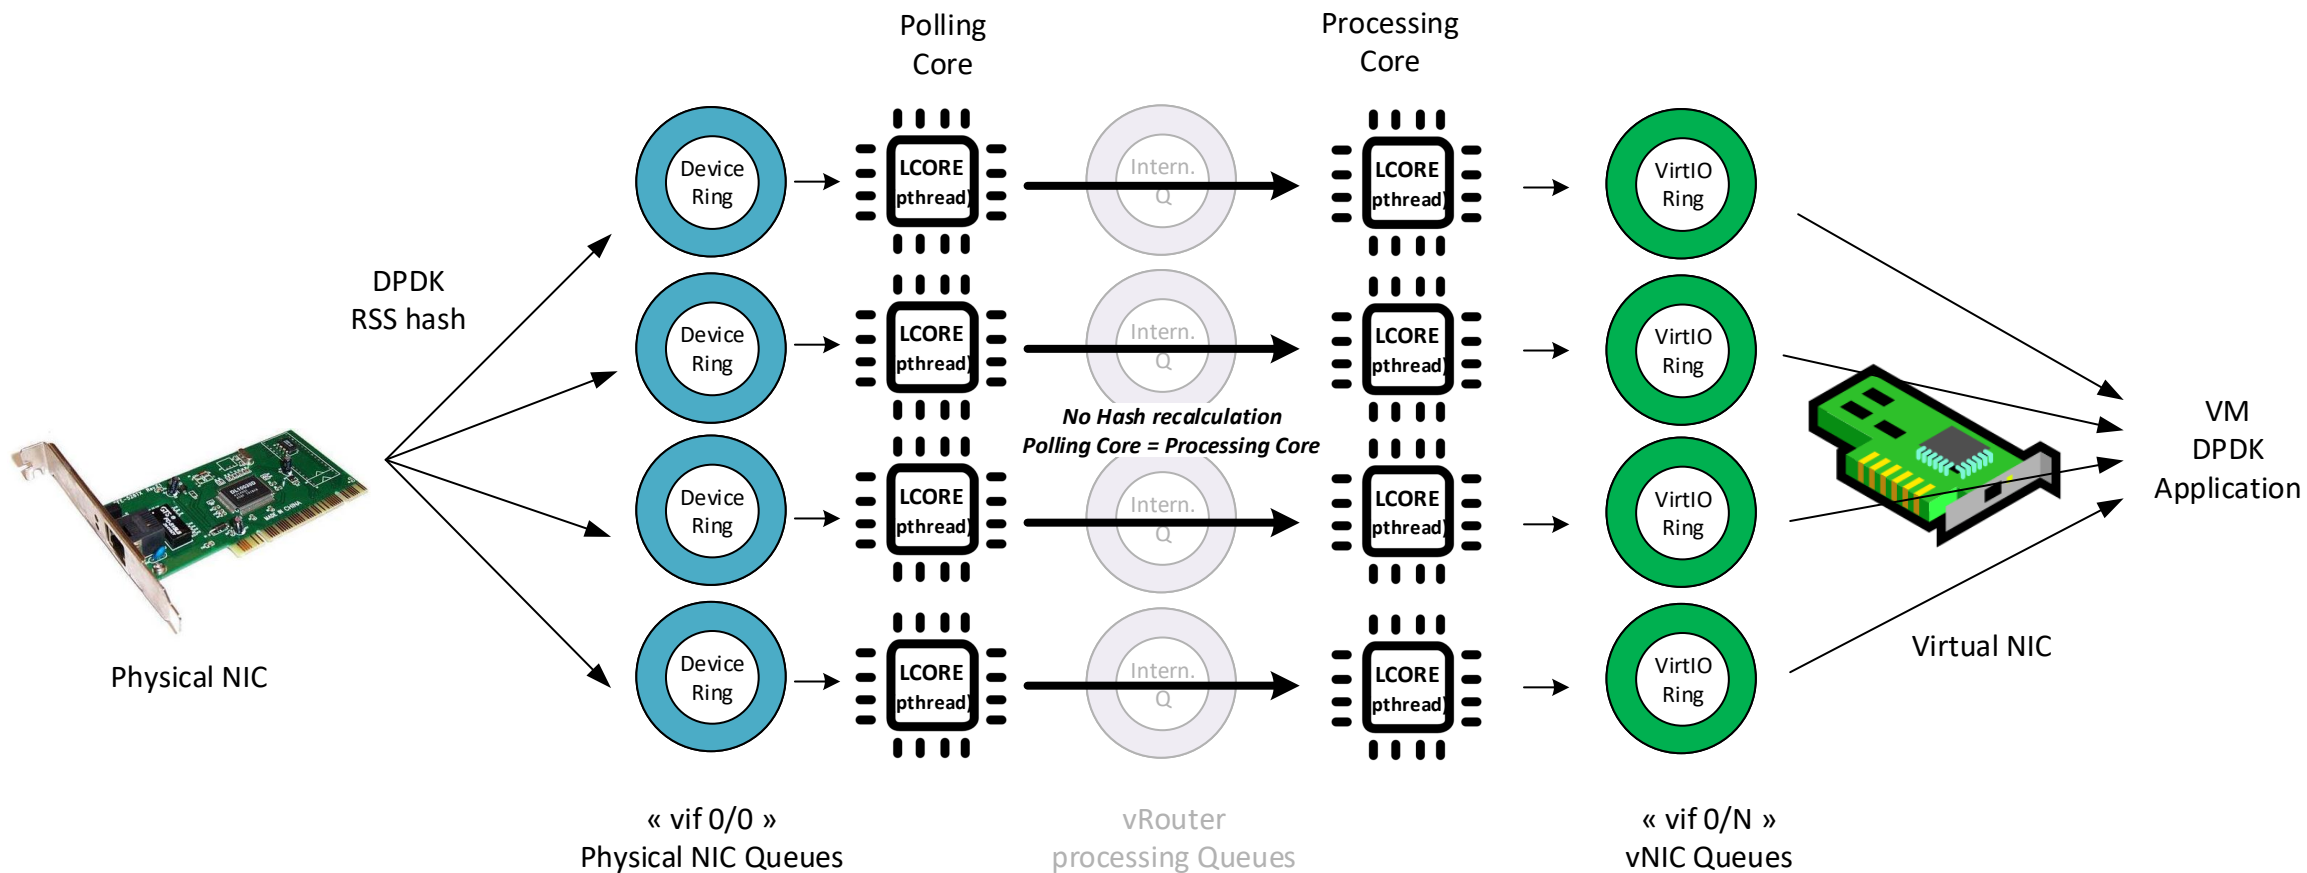 Polling
Core
Processing
Core
DPDK
RSS hash
Device
Ring
LCORE
pthread)
Intern.
Q
LCORE
pthread)
VirtIO
Ring
Device
Ring
LCORE
pthread)
Intern.
Q
LCORE
pthread)
VirtIO
Ring
No Hash recalculation
Polling Core = Processing Core
Device
Ring
LCORE
pthread)
Intern.
Q
LCORE
pthread)
VirtIO
Ring
Device
Ring
LCORE
pthread)
Intern.
Q
LCORE
pthread)
VirtIO
Ring
VM
DPDK
Application
Physical NIC
Virtual NIC
« vif 0/0 »
Physical NIC Queues
vRouter
processing Queues
« vif 0/N »
vNIC Queues